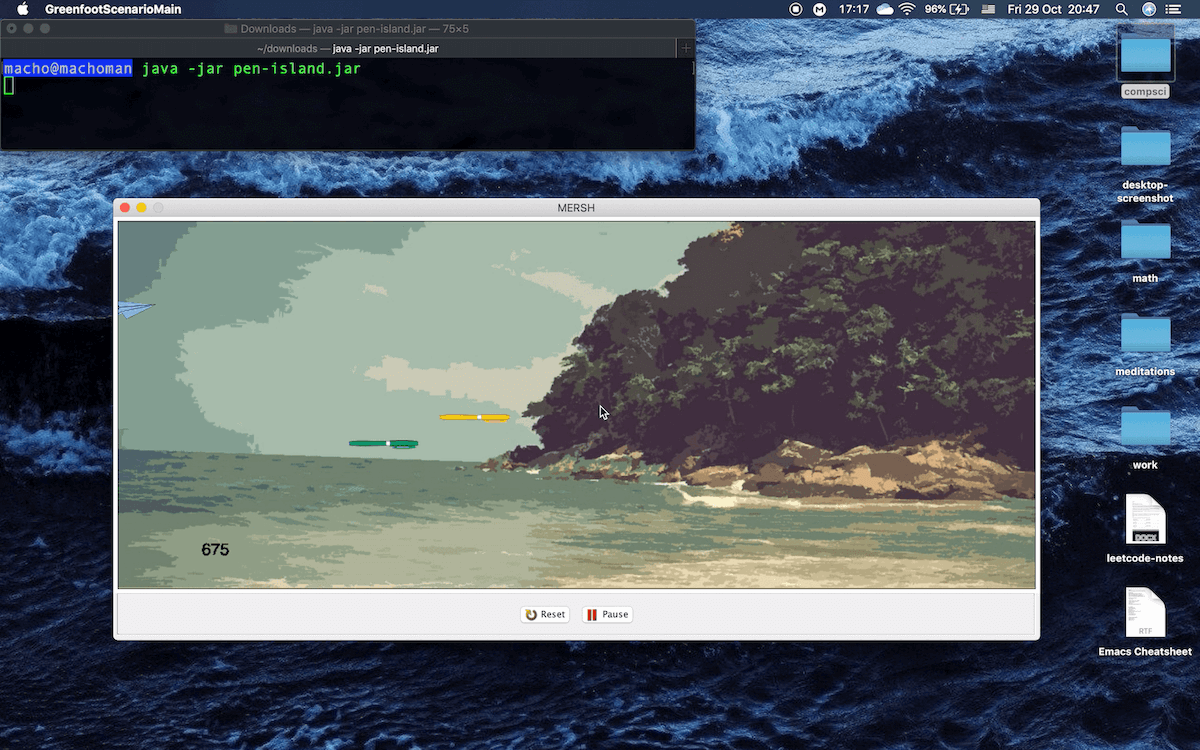 GreenfootScenarioMain 17:17 96% Fri 29 Oct 20:47
Downloads — java -jar pen-island.jar — 75×5
~/downloads — java -jar pen-island.jar
macho@machoman java -jar pen-island.jar
compsci
desktop-
screenshot
math
MERSH
meditations
work
675
DOCX
leetcode-notes
Reset Pause
RTF
Emacs Cheatsheet